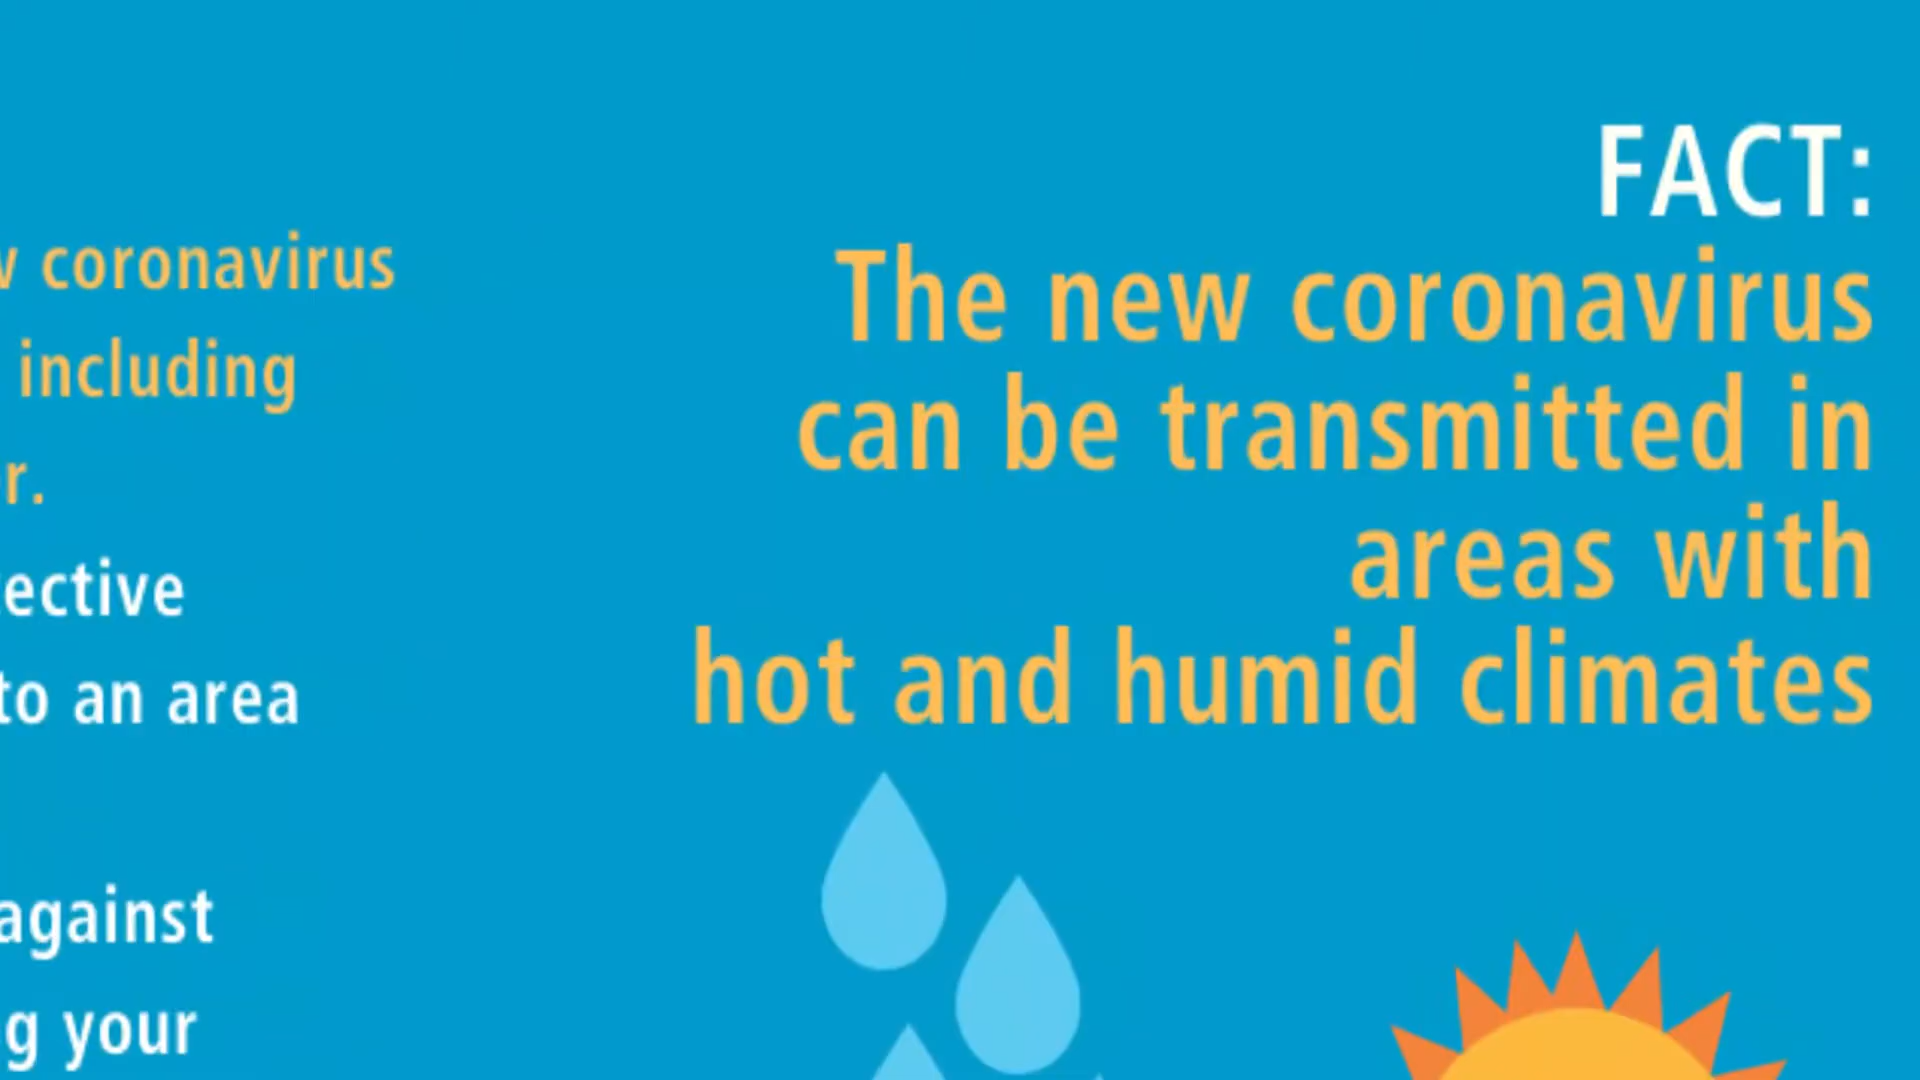 coronavirus
including
to an area
against
your
FACT:
The new coronavirus
can be transmitted in
areas with
hot and humid climates